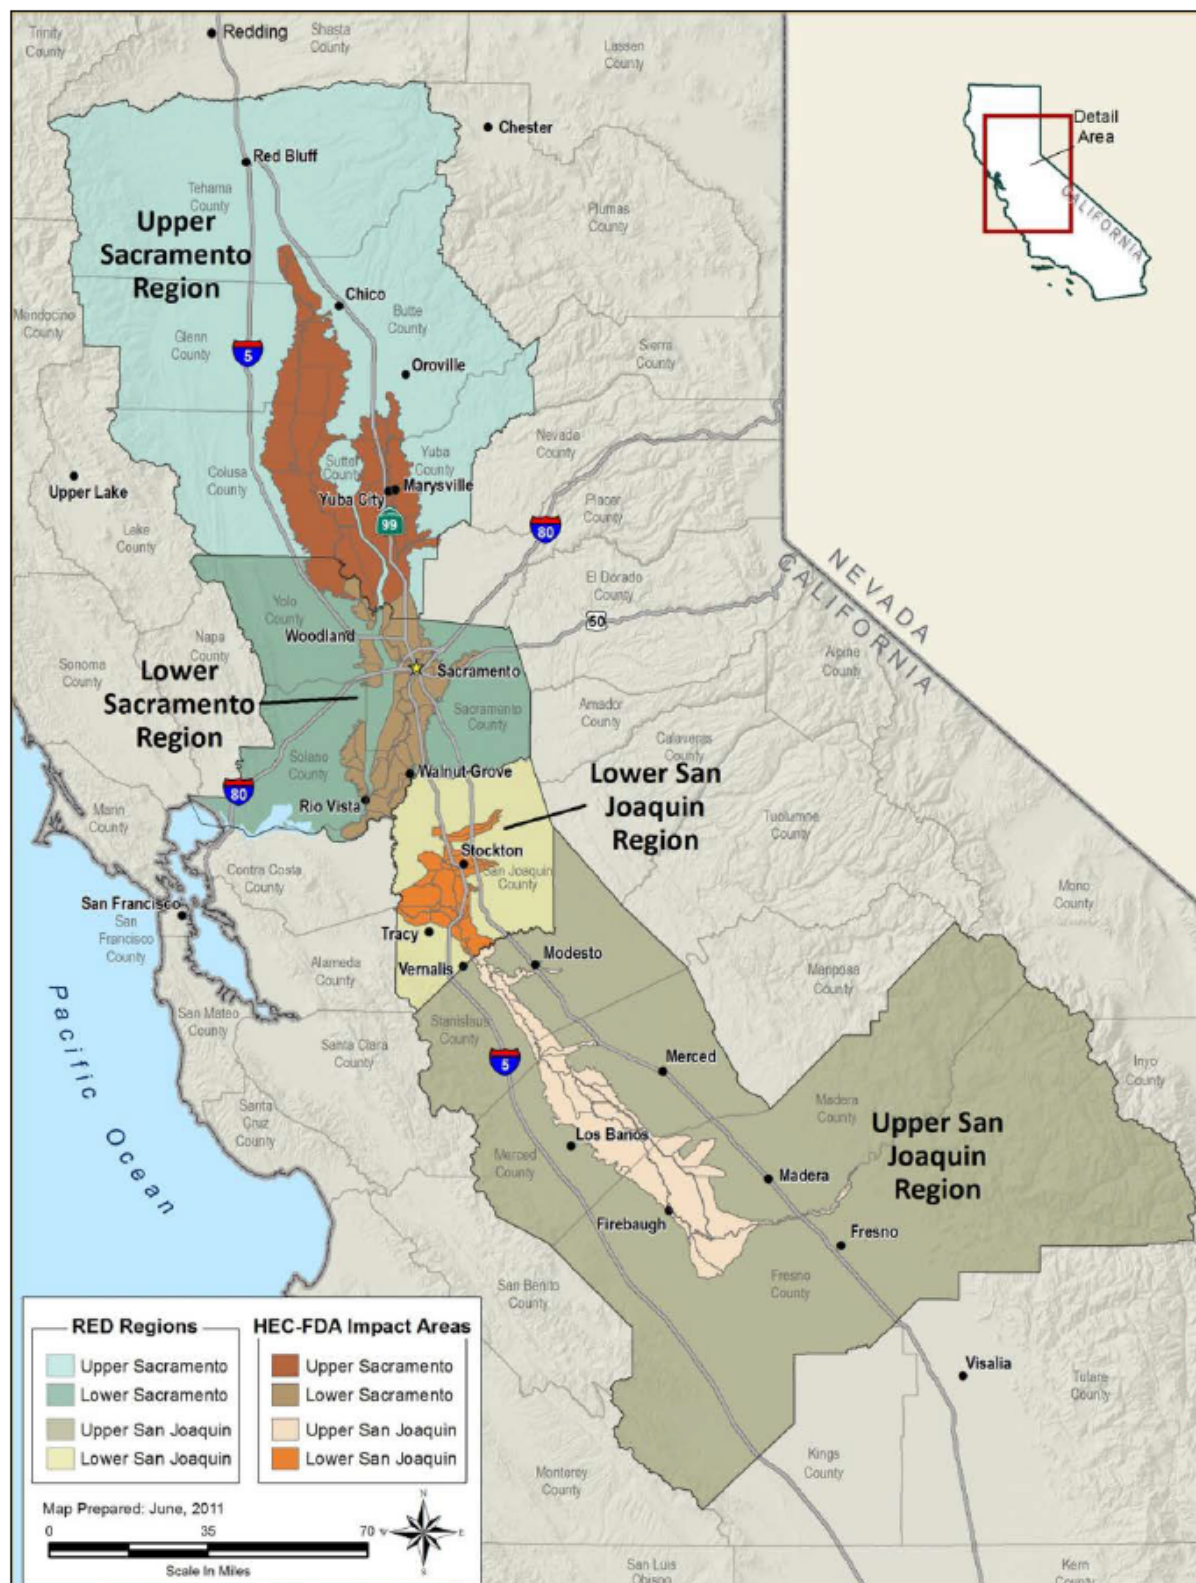 Redding
Trinity
County
Shasta
County
Lassen
County
Chester
Detail
Area
CALIFORNIA
Red Bluff
Tehama
County
Plumas
County
Upper
Sacramento
Region
Chico
Butte
County
Mendocino
County
Glenn
County
5
Oroville
Sierra
County
Nevada
County
Sutter
County
Yuba
County
Colusa
County
Upper Lake
Marysville
Yuba City
99
Placer
County
80
Lake
County
NEVADA
CALIFORNIA
El Dorado
County
50
Yolo
County
Woodland
Napa
County
Sonoma
County
Lower
Sacramento
Region
Sacramento
Sacramento
County
Alpine
County
Amador
County
Calaveras
County
Solano
County
Walnut Grove
Lower San
Joaquin
Region
80
Rio Vista
Marin
County
Tuolumne
County
Contra Costa
County
Stockton
San Joaquin
County
Mono
County
San Francisco
San
Francisco
County
Tracy
Modesto
Alameda
County
Vernalis
Mariposa
County
Pacific Ocean
San Mateo
County
Stanislaus
County
Santa Clara
County
5
Merced
Inyo
County
Santa
Cruz
County
Madera
County
Upper San
Joaquin
Region
Los Banos
Merced
County
Madera
Firebaugh
Fresno
San Benito
County
Fresno
County
Visalia
Tulare
County
Kings
County
Monterey
County
San Luis
Obispo
Kern
County
RED Regions
Upper Sacramento
Lower Sacramento
Upper San Joaquin
Lower San Joaquin
HEC-FDA Impact Areas
Upper Sacramento
Lower Sacramento
Upper San Joaquin
Lower San Joaquin
Map Prepared: June, 2011
0 35 70
Scale In Miles
N
W E
S